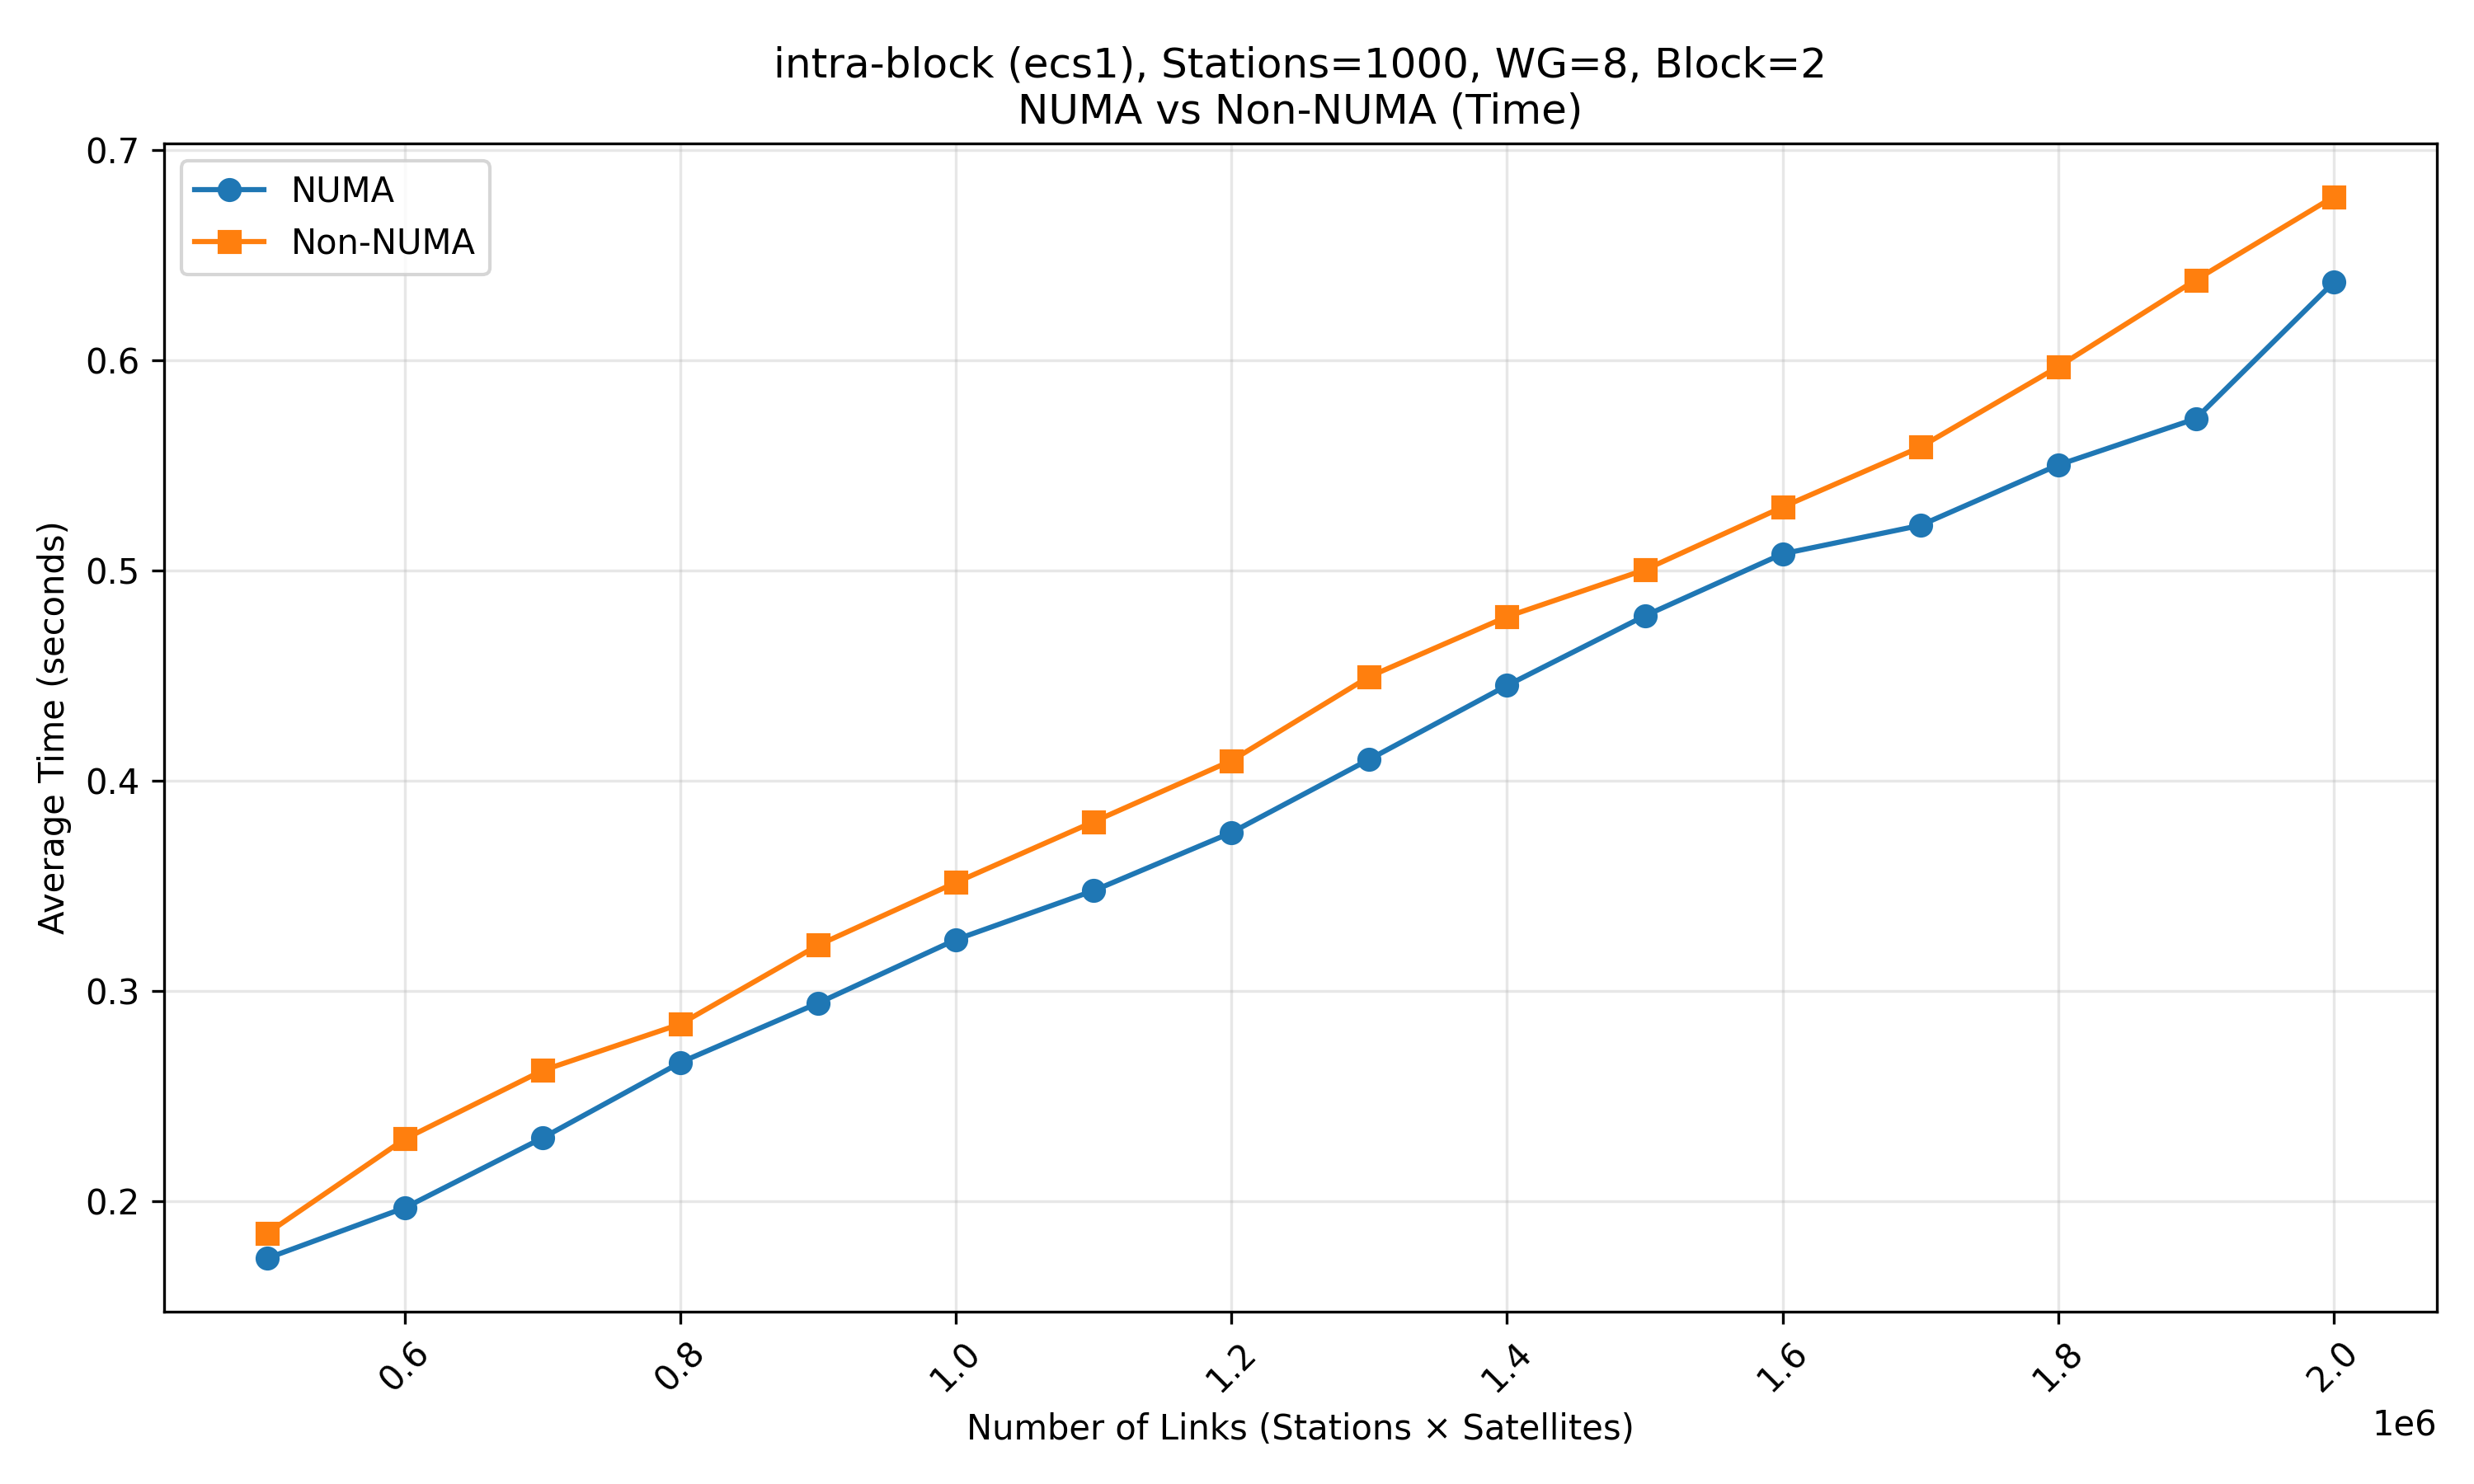 intra-block (ecs1), Stations=1000, WG=8, Block=2
NUMA vs Non-NUMA (Time)
NUMA
Non-NUMA
Average Time (seconds)
0.7
0.6
0.5
0.4
0.3
0.2
0.6
0.8
1.0
1.2
1.4
1.6
1.8
2.0
1e6
Number of Links (Stations × Satellites)